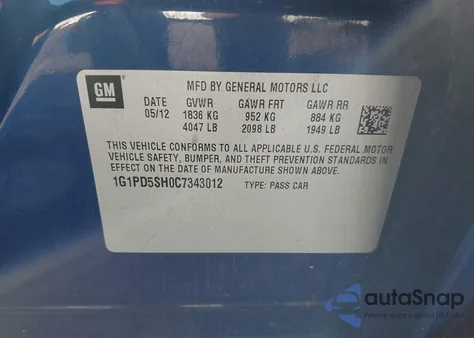 GM
MFD BY GENERAL MOTORS LLC
DATE GVWR GAWR FRT GAWR RR
05/12 1836 KG 952 KG 884 KG
4047 LB 2098 LB 1949 LB
THIS VEHICLE CONFORMS TO ALL APPLICABLE U.S. FEDERAL MOTOR
VEHICLE SAFETY, BUMPER, AND THEFT PREVENTION STANDARDS IN
EFFECT ON THE DATE OF MANUFACTURE SHOWN ABOVE.
1G1PD5SH0C7343012 TYPE: PASS CAR
autoSnap